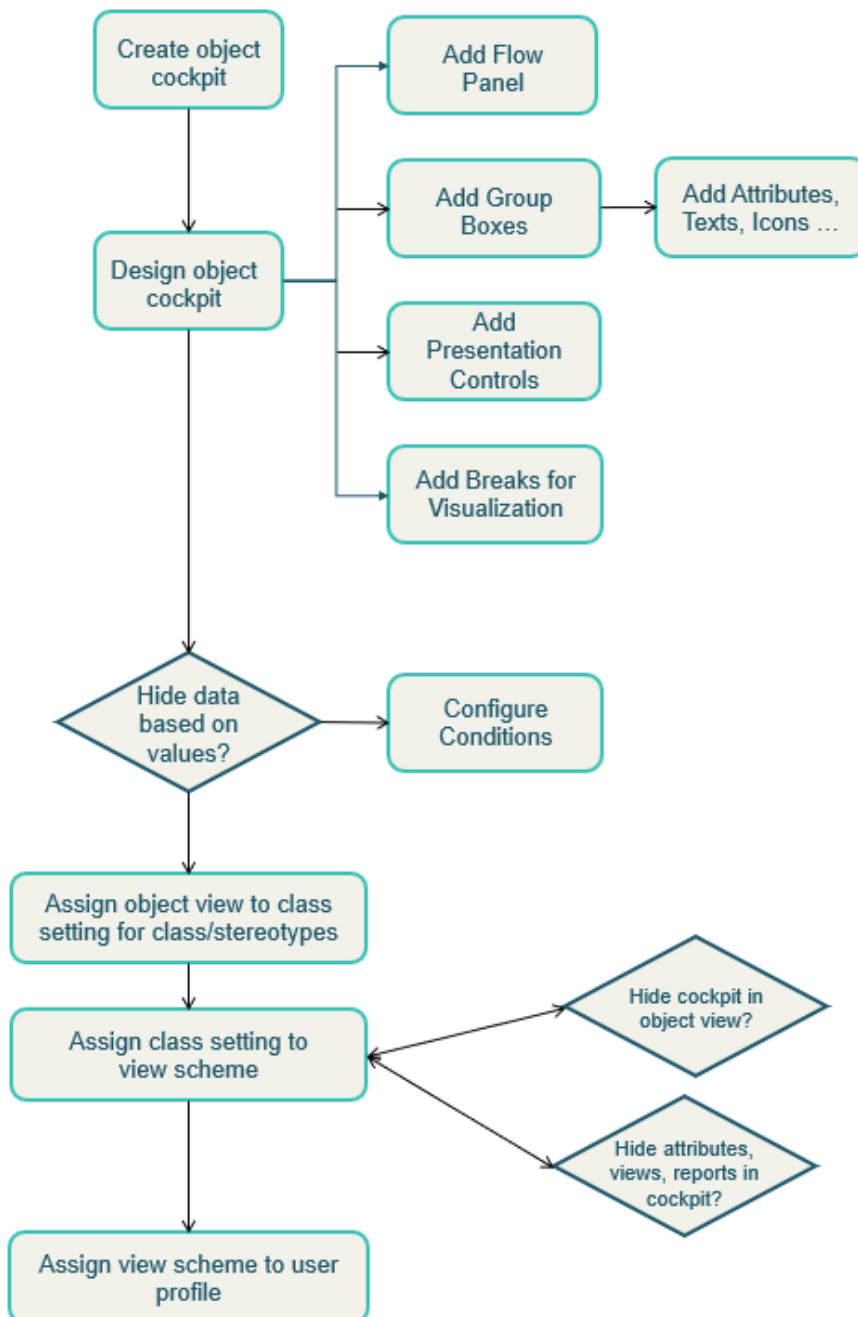 Create object
cockpit
Add Flow
Panel
Add Group
Boxes
Add Attributes,
Texts, Icons ...
Design object
cockpit
Add
Presentation
Controls
Add Breaks for
Visualization
Hide data
based on
values?
Configure
Conditions
Assign object view to class
setting for class/stereotypes
Hide cockpit in
object view?
Assign class setting to
view scheme
Hide attributes,
views, reports in
cockpit?
Assign view scheme to user
profile